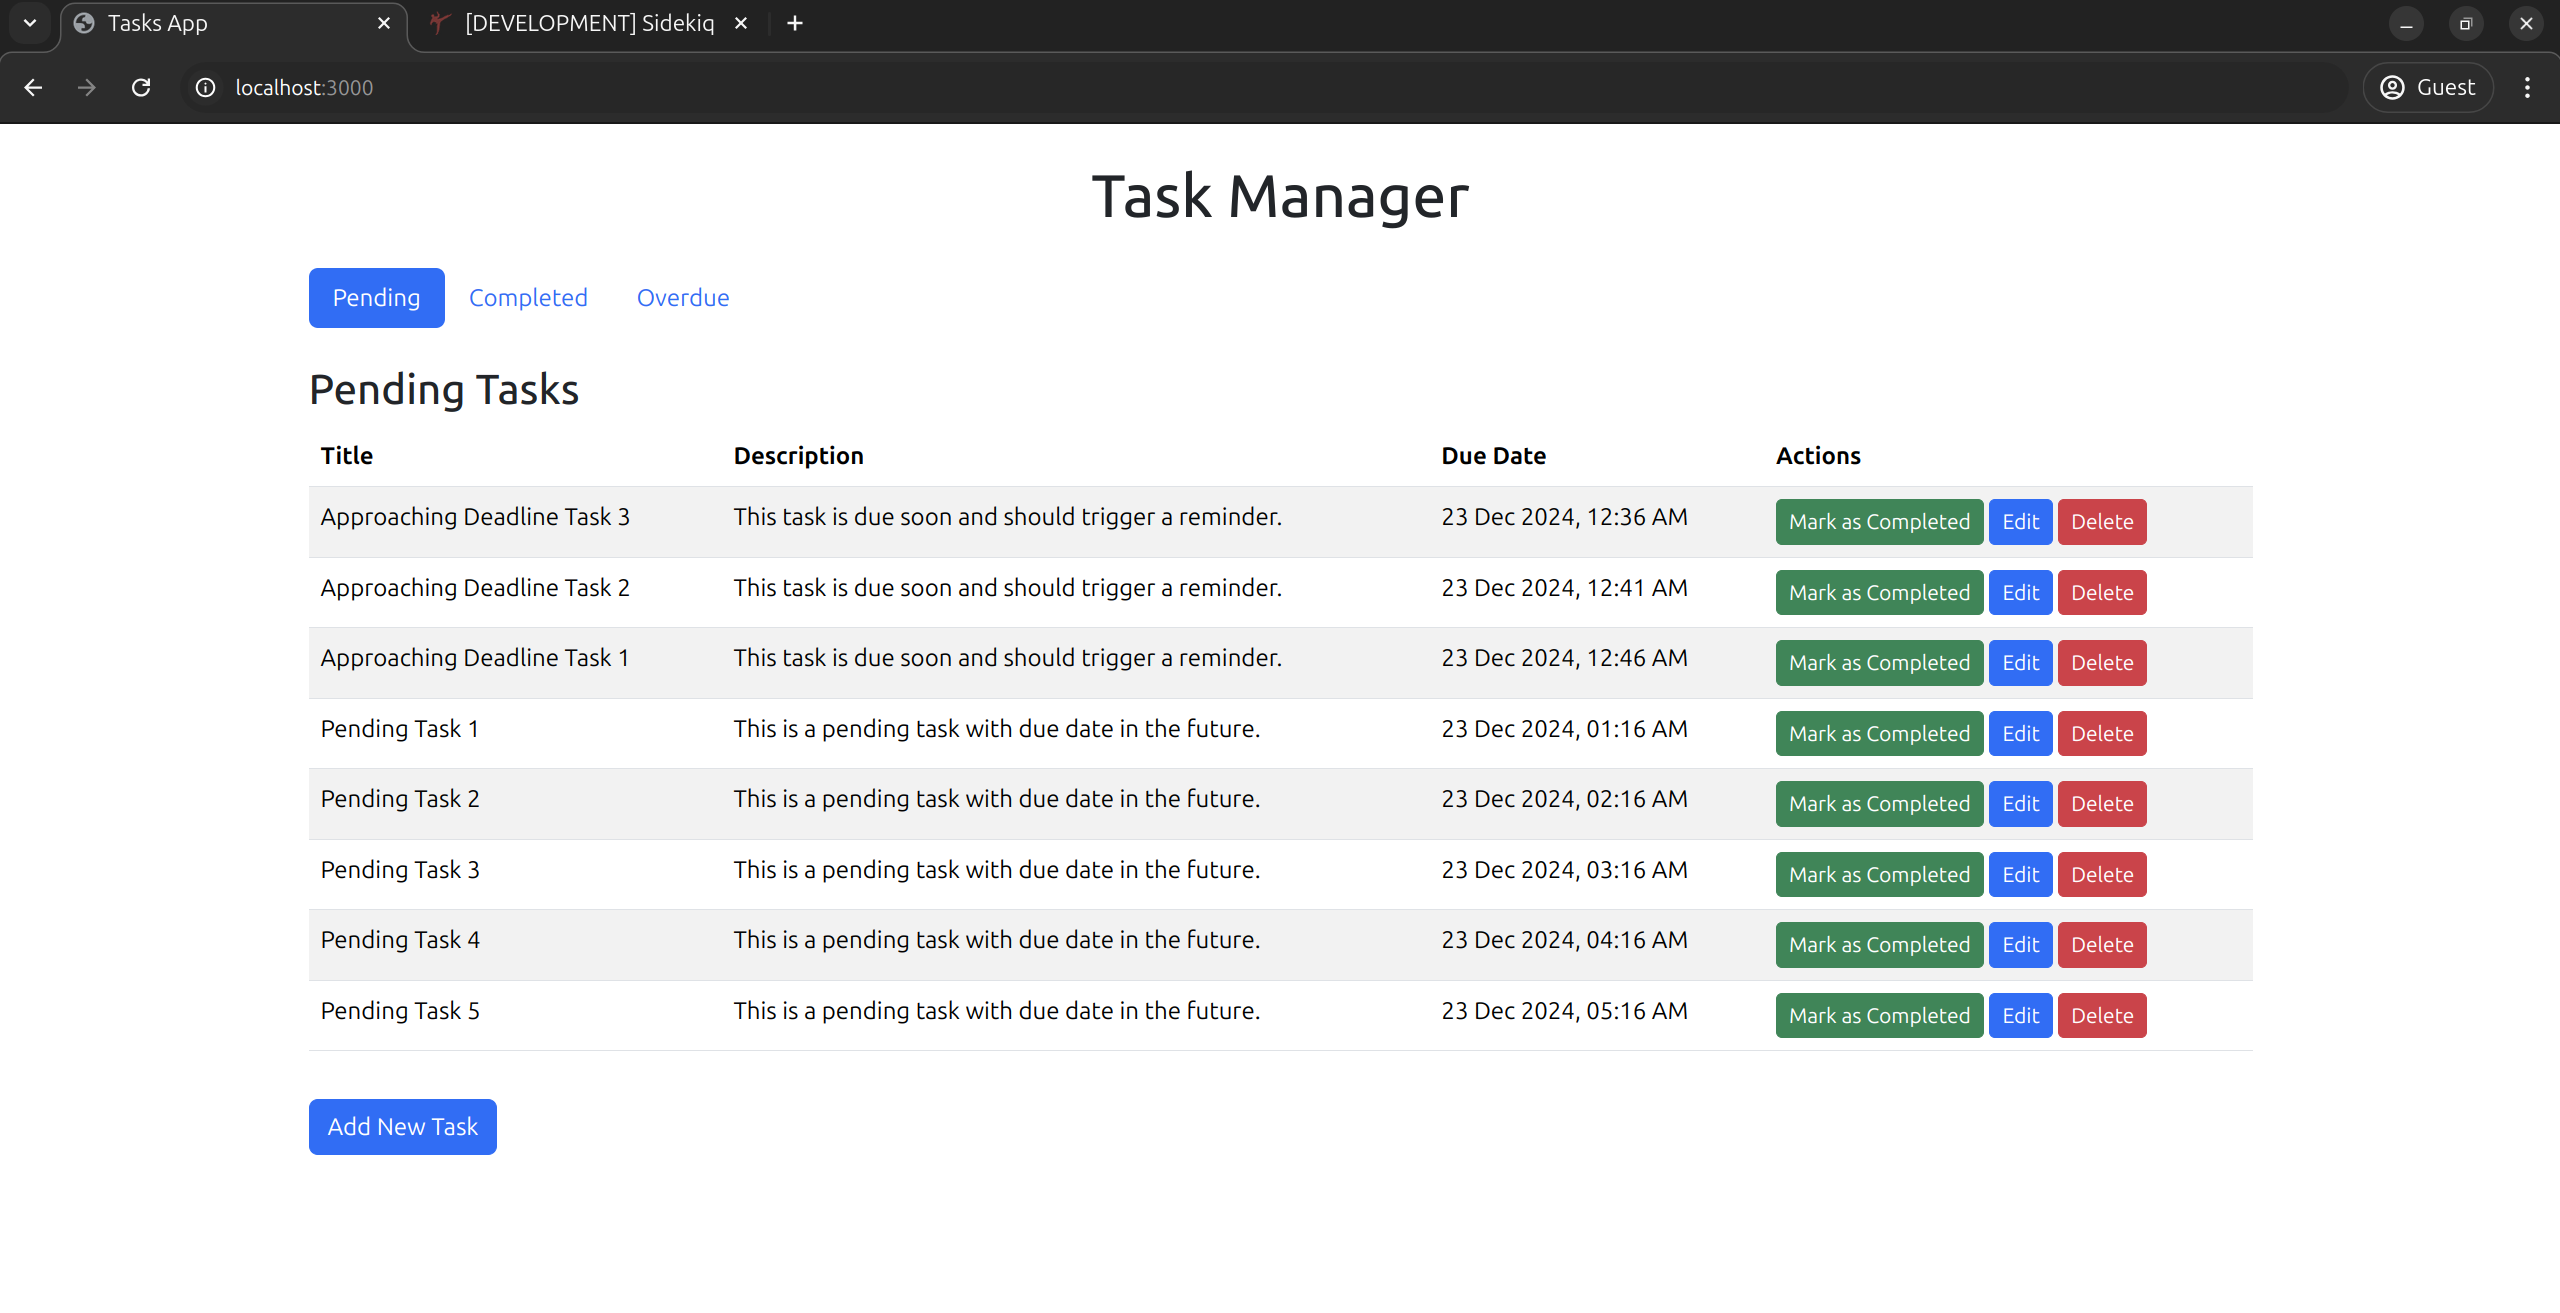 Tasks App
[DEVELOPMENT] Sidekiq
localhost:3000
Guest
Task Manager
Pending Completed Overdue
Pending Tasks
Title Description Due Date Actions
Approaching Deadline Task 3 This task is due soon and should trigger a reminder. 23 Dec 2024, 12:36 AM Mark as Completed Edit Delete
Approaching Deadline Task 2 This task is due soon and should trigger a reminder. 23 Dec 2024, 12:41 AM Mark as Completed Edit Delete
Approaching Deadline Task 1 This task is due soon and should trigger a reminder. 23 Dec 2024, 12:46 AM Mark as Completed Edit Delete
Pending Task 1 This is a pending task with due date in the future. 23 Dec 2024, 01:16 AM Mark as Completed Edit Delete
Pending Task 2 This is a pending task with due date in the future. 23 Dec 2024, 02:16 AM Mark as Completed Edit Delete
Pending Task 3 This is a pending task with due date in the future. 23 Dec 2024, 03:16 AM Mark as Completed Edit Delete
Pending Task 4 This is a pending task with due date in the future. 23 Dec 2024, 04:16 AM Mark as Completed Edit Delete
Pending Task 5 This is a pending task with due date in the future. 23 Dec 2024, 05:16 AM Mark as Completed Edit Delete
Add New Task